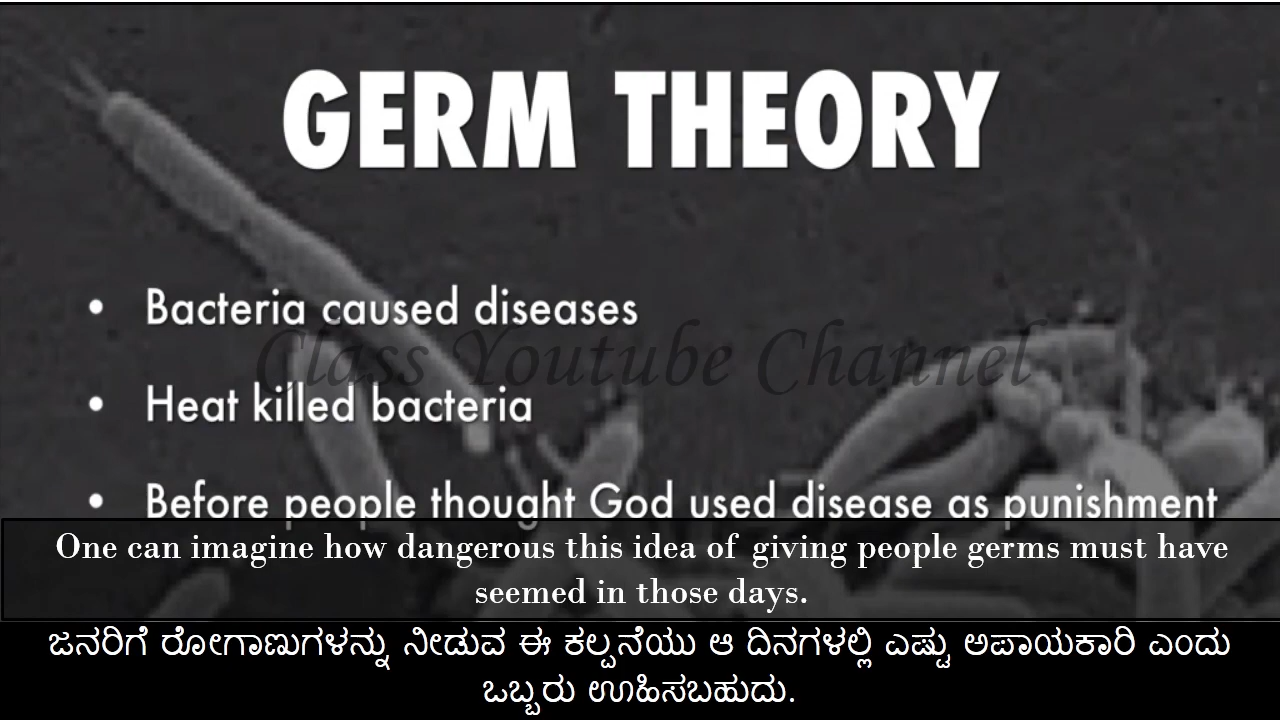 GERM THEORY
• Bacteria caused diseases
Class Youtube Channel
• Heat killed bacteria
• Before people thought God used disease as punishment
One can imagine how dangerous this idea of giving people germs must have
seemed in those days.
ಜನರಿಗೆ ರೋಗಾಣುಗಳನ್ನು ನೀಡುವ ಈ ಕಲ್ಪನೆಯು ಆ ದಿನಗಳಲ್ಲಿ ಎಷ್ಟು ಅಪಾಯಕಾರಿ ಎಂದು
ಒಬ್ಬರು ಊಹಿಸಬಹುದು.